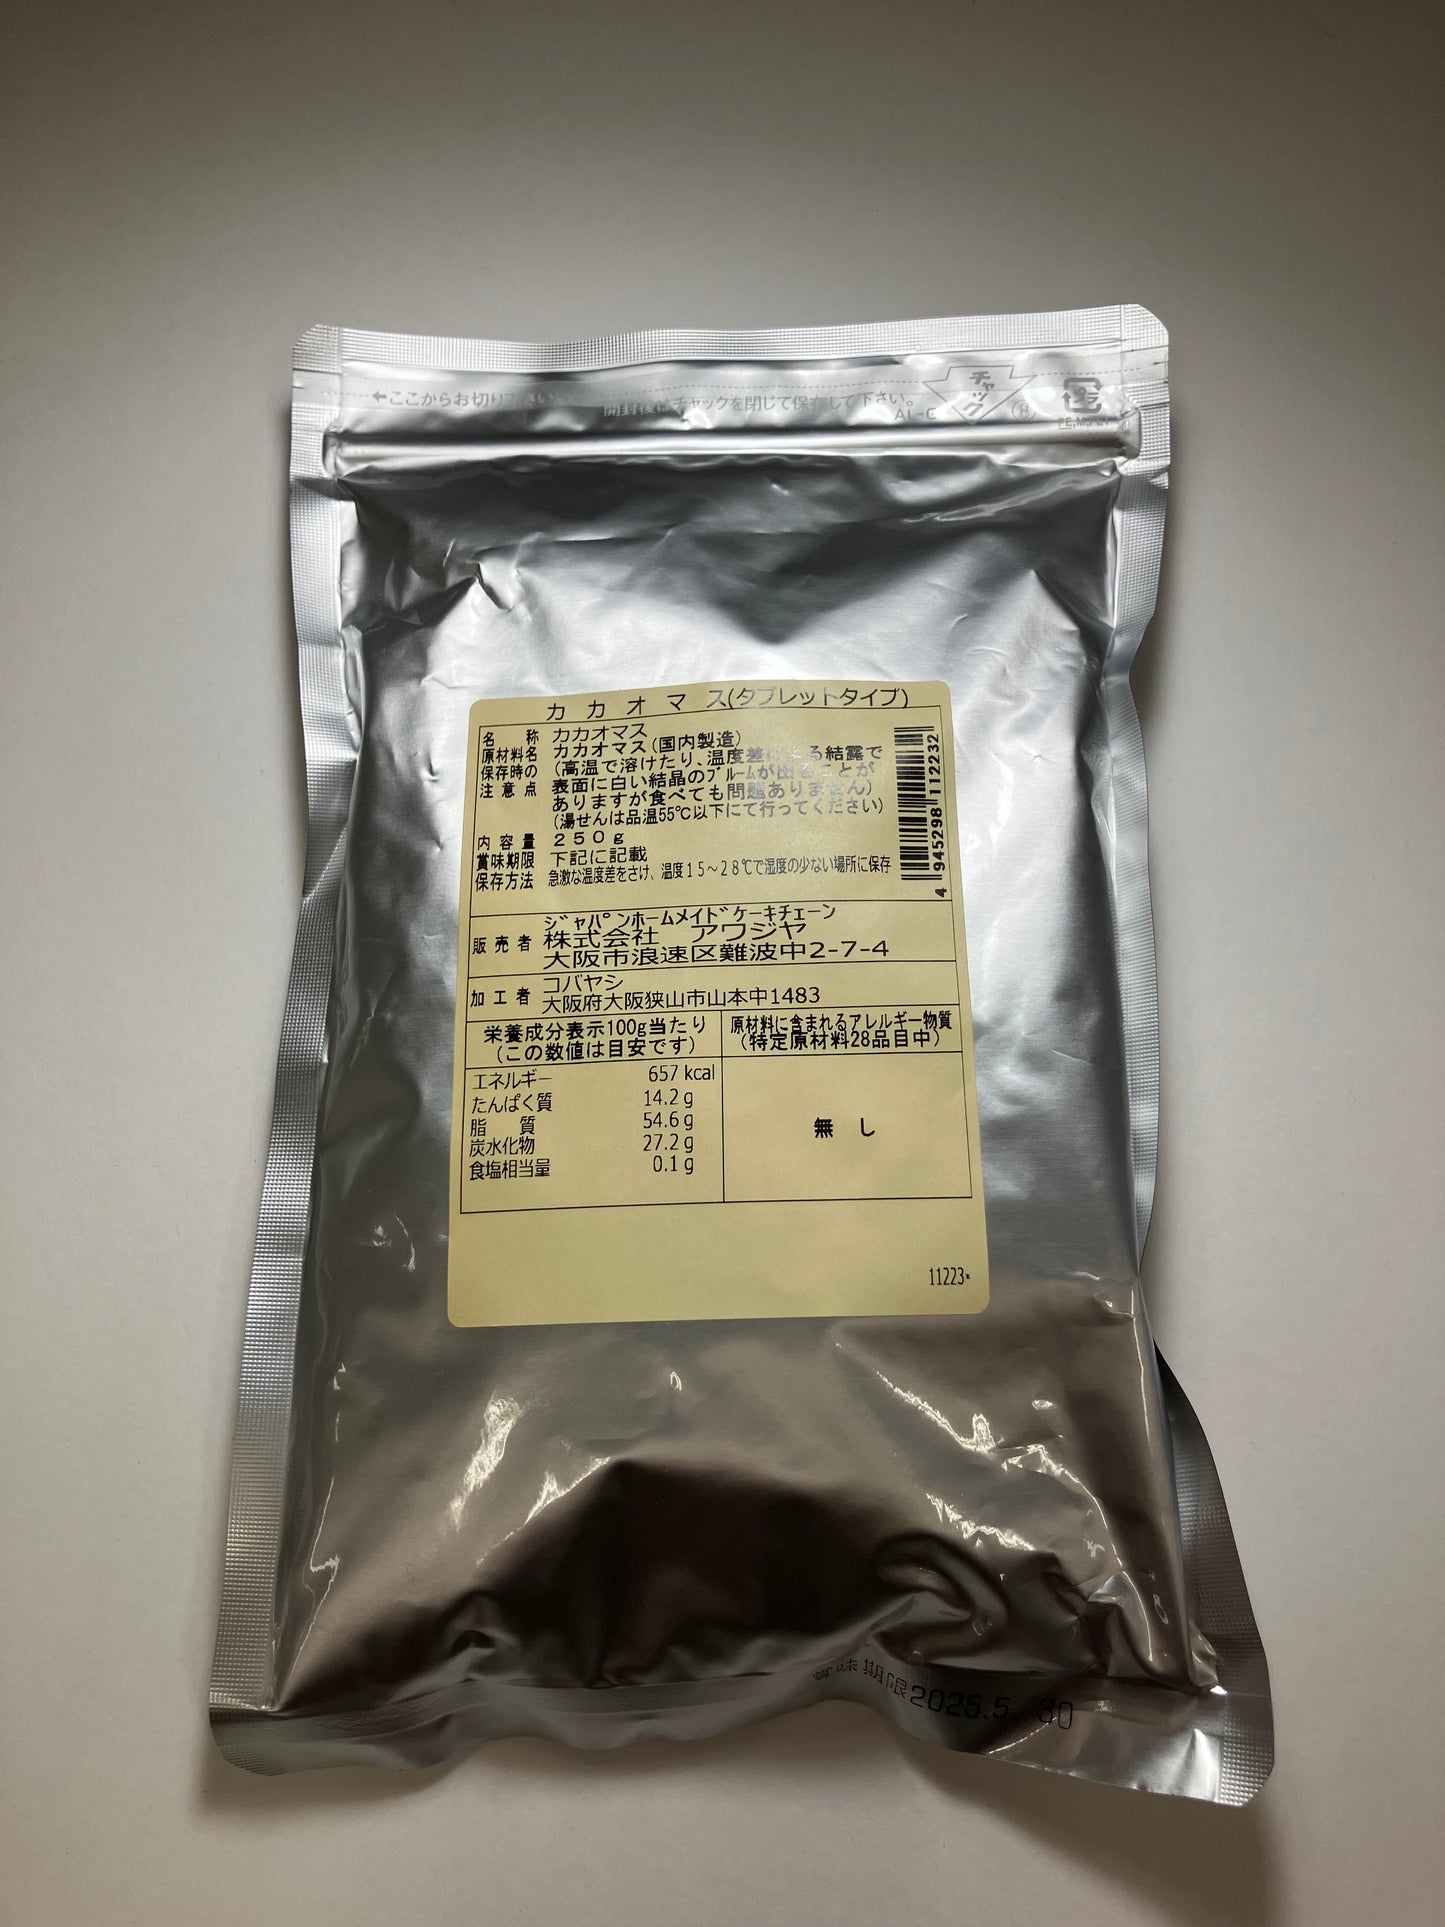 ←ここからお切り下さい。
開封後はチャックを閉じて保存して下さい。
AL-C
チャック
®
プラ
カカオマス(タブレットタイプ)
名称 カカオマス
原材料名 カカオマス(国内製造)
保存時の (高温で溶けたり、温度差による結露で
注意点 表面に白い結晶のブルームが出ることが
ありますが食べても問題ありません)
(湯せんは品温55℃以下にて行ってください)
内容量 250g
賞味期限 下記に記載
保存方法 急激な温度差をさけ、温度15～28℃で湿度の少ない場所に保存
4 945298 112232
販売者 ジャパンホームメイドケーキチェーン
株式会社 アワジヤ
大阪市浪速区難波中2-7-4
加工者 コバヤシ
大阪府大阪狭山市山本中1483
栄養成分表示100g当たり
(この数値は目安です)
エネルギー 657 kcal
たんぱく質 14.2 g
脂質 54.6 g
炭水化物 27.2 g
食塩相当量 0.1 g
原材料に含まれるアレルギー物質
(特定原材料28品目中)
無し
11223*
賞味期限2025.5.30